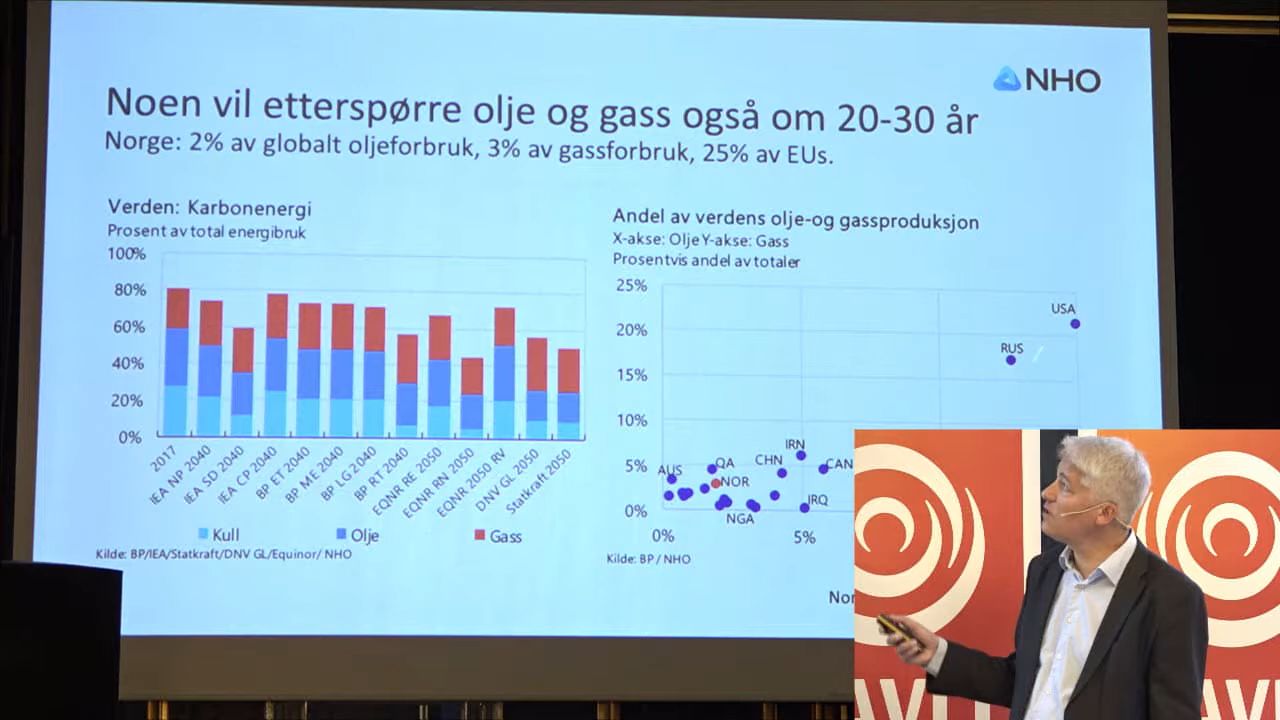 NHO
Noen vil etterspørre olje og gass også om 20-30 år
Norge: 2% av globalt oljeforbruk, 3% av gassforbruk, 25% av EUs.
Verden: Karbonenergi
Prosent av total energibruk
100%
80%
60%
40%
20%
0%
2017
IEA NP 2040
IEA SD 2040
IEA CP 2040
BP ET 2040
BP ME 2040
BP LG 2040
BP RT 2040
EQNR RE 2050
EQNR RN 2050
EQNR 2050 RV
DNV GL 2050
Statkraft 2050
Kull
Olje
Gass
Kilde: BP/IEA/Statkraft/DNV GL/Equinor/ NHO
Andel av verdens olje-og gassproduksjon
X-akse: Olje Y-akse: Gass
Prosentvis andel av totaler
25%
20%
15%
10%
5%
0%
USA
RUS
IRN
AUS
QA
CHN
CAN
NOR
IRQ
NGA
0%
5%
Kilde: BP / NHO